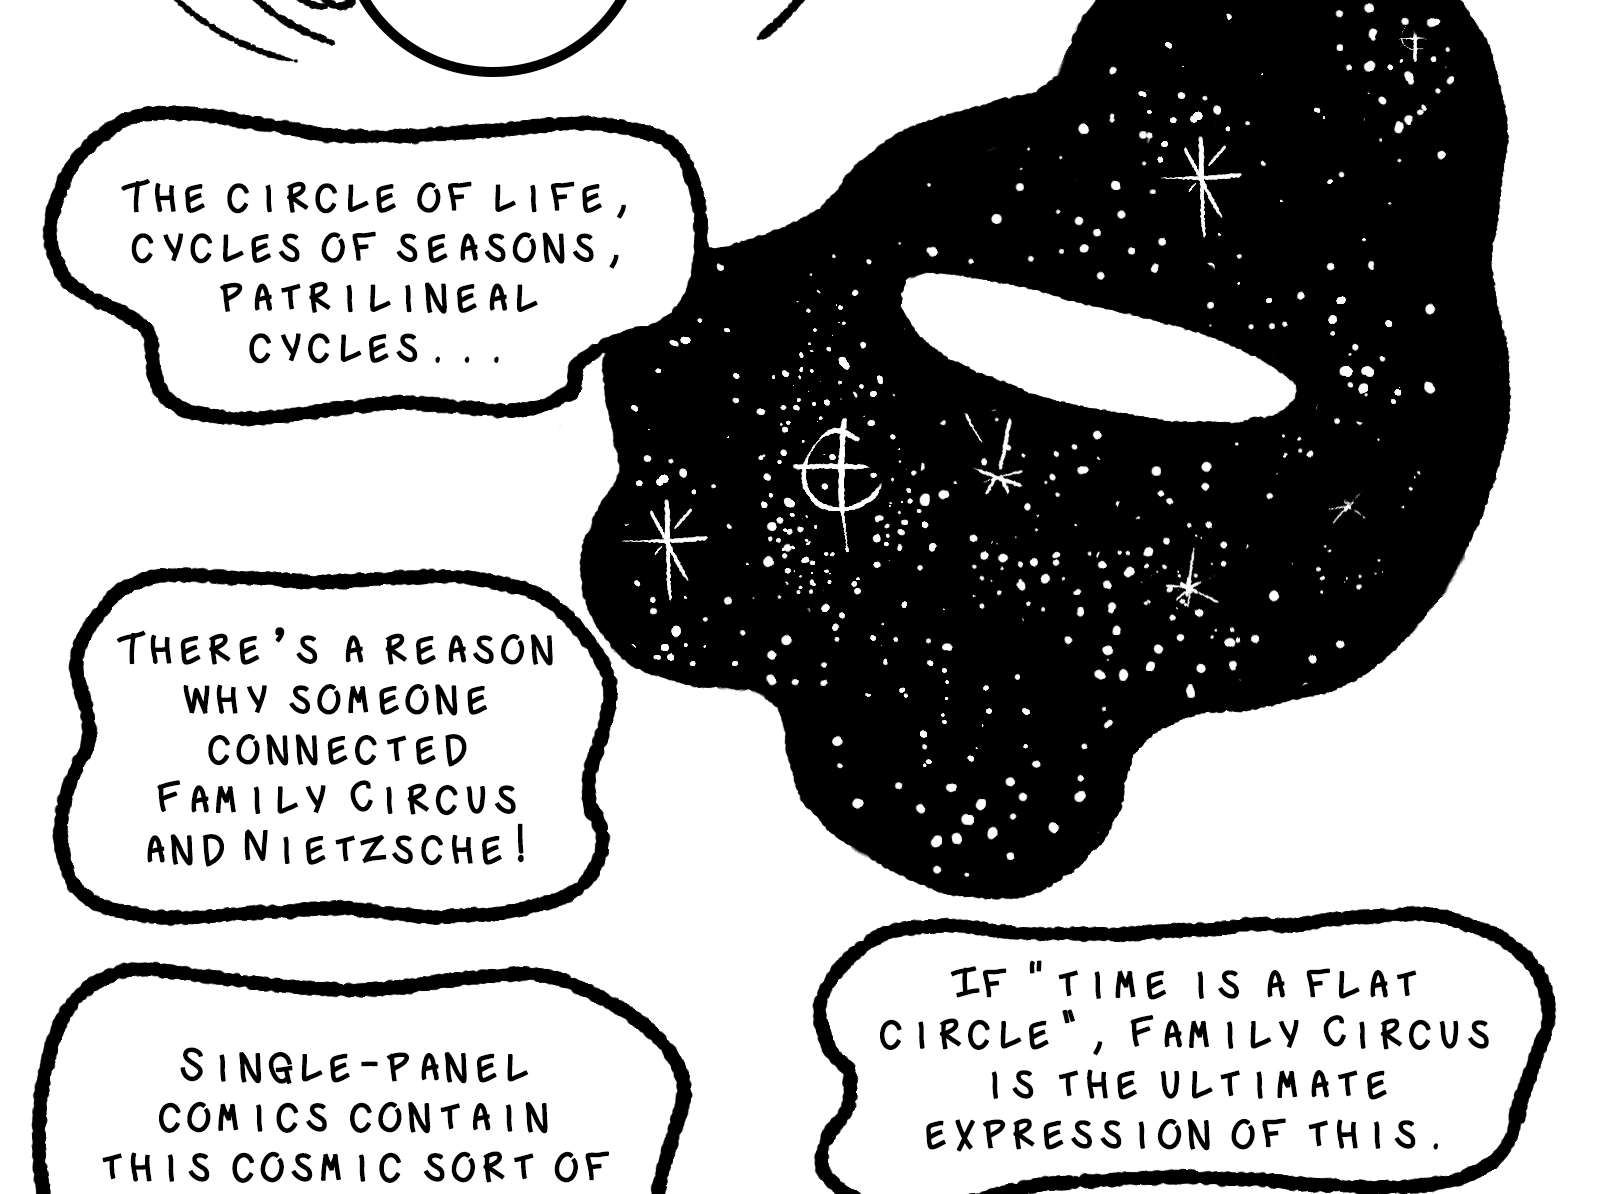 THE CIRCLE OF LIFE,
CYCLES OF SEASONS,
PATRILINEAL
CYCLES...
THERE'S A REASON
WHY SOMEONE
CONNECTED
FAMILY CIRCUS
AND NIETZSCHE!
SINGLE-PANEL
COMICS CONTAIN
THIS COSMIC SORT OF
IF "TIME IS A FLAT
CIRCLE", FAMILY CIRCUS
IS THE ULTIMATE
EXPRESSION OF THIS.